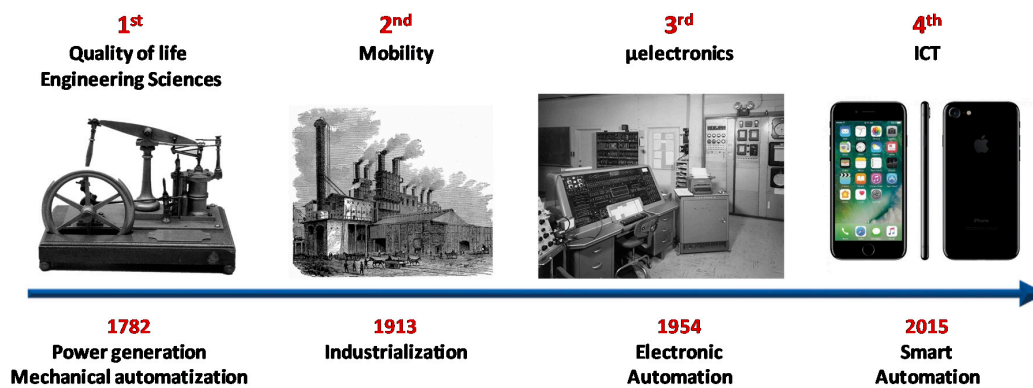 1st
Quality of life
Engineering Sciences
2nd
Mobility
3rd
µelectronics
4th
ICT
1782
Power generation
Mechanical automatization
1913
Industrialization
1954
Electronic
Automation
2015
Smart
Automation